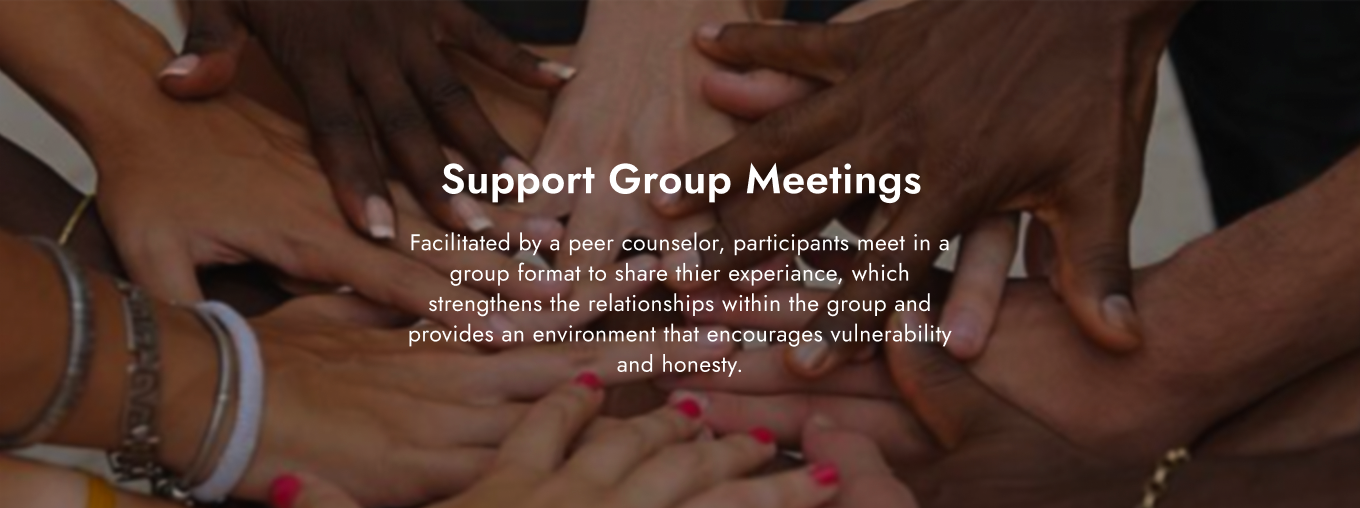 Support Group Meetings
Facilitated by a peer counselor, participants meet in a
group format to share thier experiance, which
strengthens the relationships within the group and
provides an environment that encourages vulnerability
and honesty.